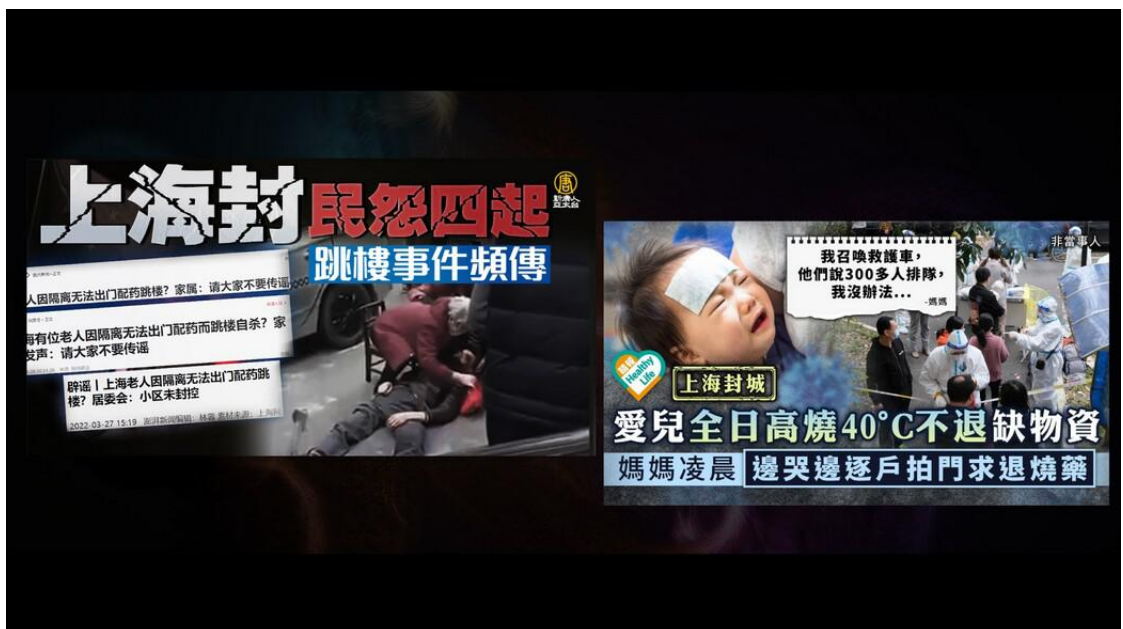 上海封民怨四起
跳樓事件頻傳
人因隔离无法出门配药跳楼？家属：请大家不要传谣
海有位老人因隔离无法出门配药而跳楼自杀？家
发声：请大家不要传谣
辟谣丨上海老人因隔离无法出门配药跳
楼？居委会：小区未封控
2022-03-27 15:19
非當事人
我召喚救護車，
他們說300多人排隊，
我沒辦法...
-媽媽
Healthy
Life
上海封城
愛兒全日高燒40°C不退缺物資
媽媽凌晨 邊哭邊逐戶拍門求退燒藥